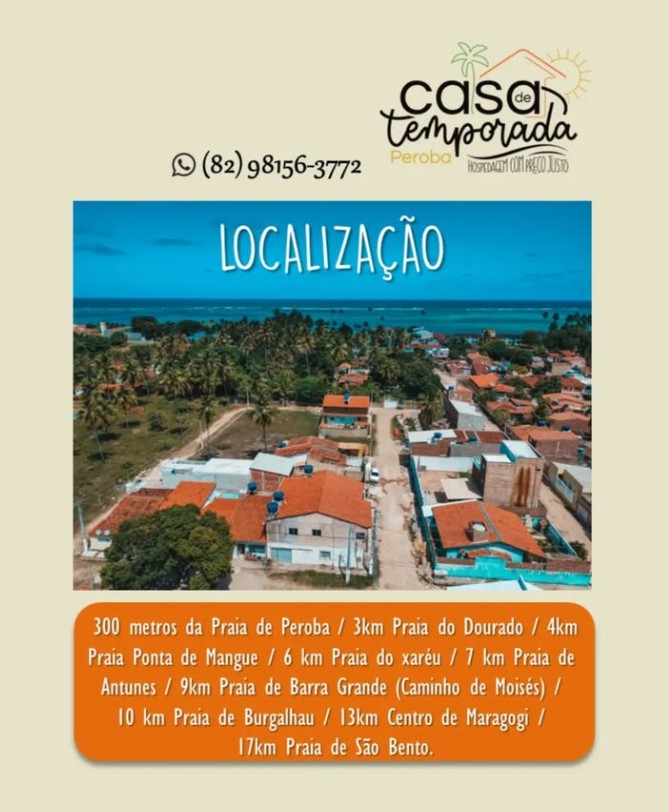 casa de
temporada
Peroba
HOSPEDAGEM COM PREÇO JUSTO
(82) 98156-3772
LOCALIZAÇÃO
300 metros da Praia de Peroba / 3km Praia do Dourado / 4km
Praia Ponta de Mangue / 6 km Praia do xaréu / 7 km Praia de
Antunes / 9km Praia de Barra Grande (Caminho de Moisés) /
10 km Praia de Burgalhau / 13km Centro de Maragogi /
17km Praia de São Bento.